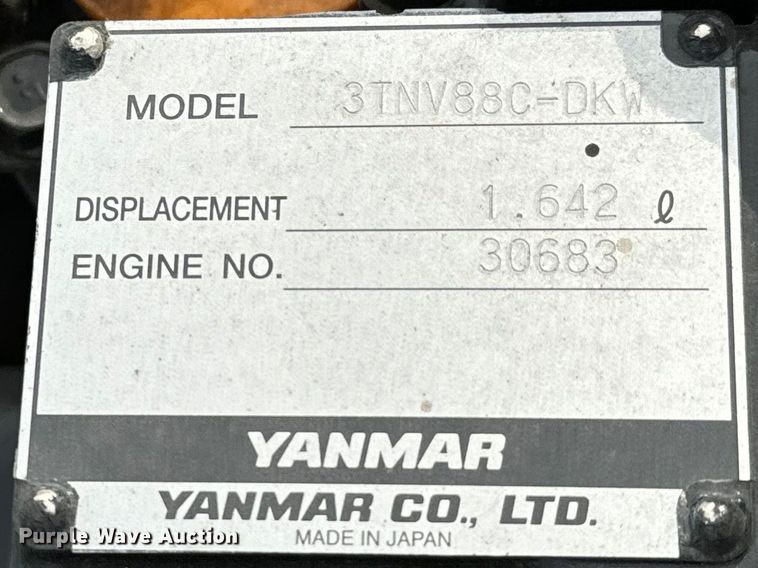 MODEL 3TNV88C-DKW
DISPLACEMENT 1.642 ℓ
ENGINE NO. 30683
YANMAR
YANMAR CO., LTD.
MADE IN JAPAN
Purple Wave Auction